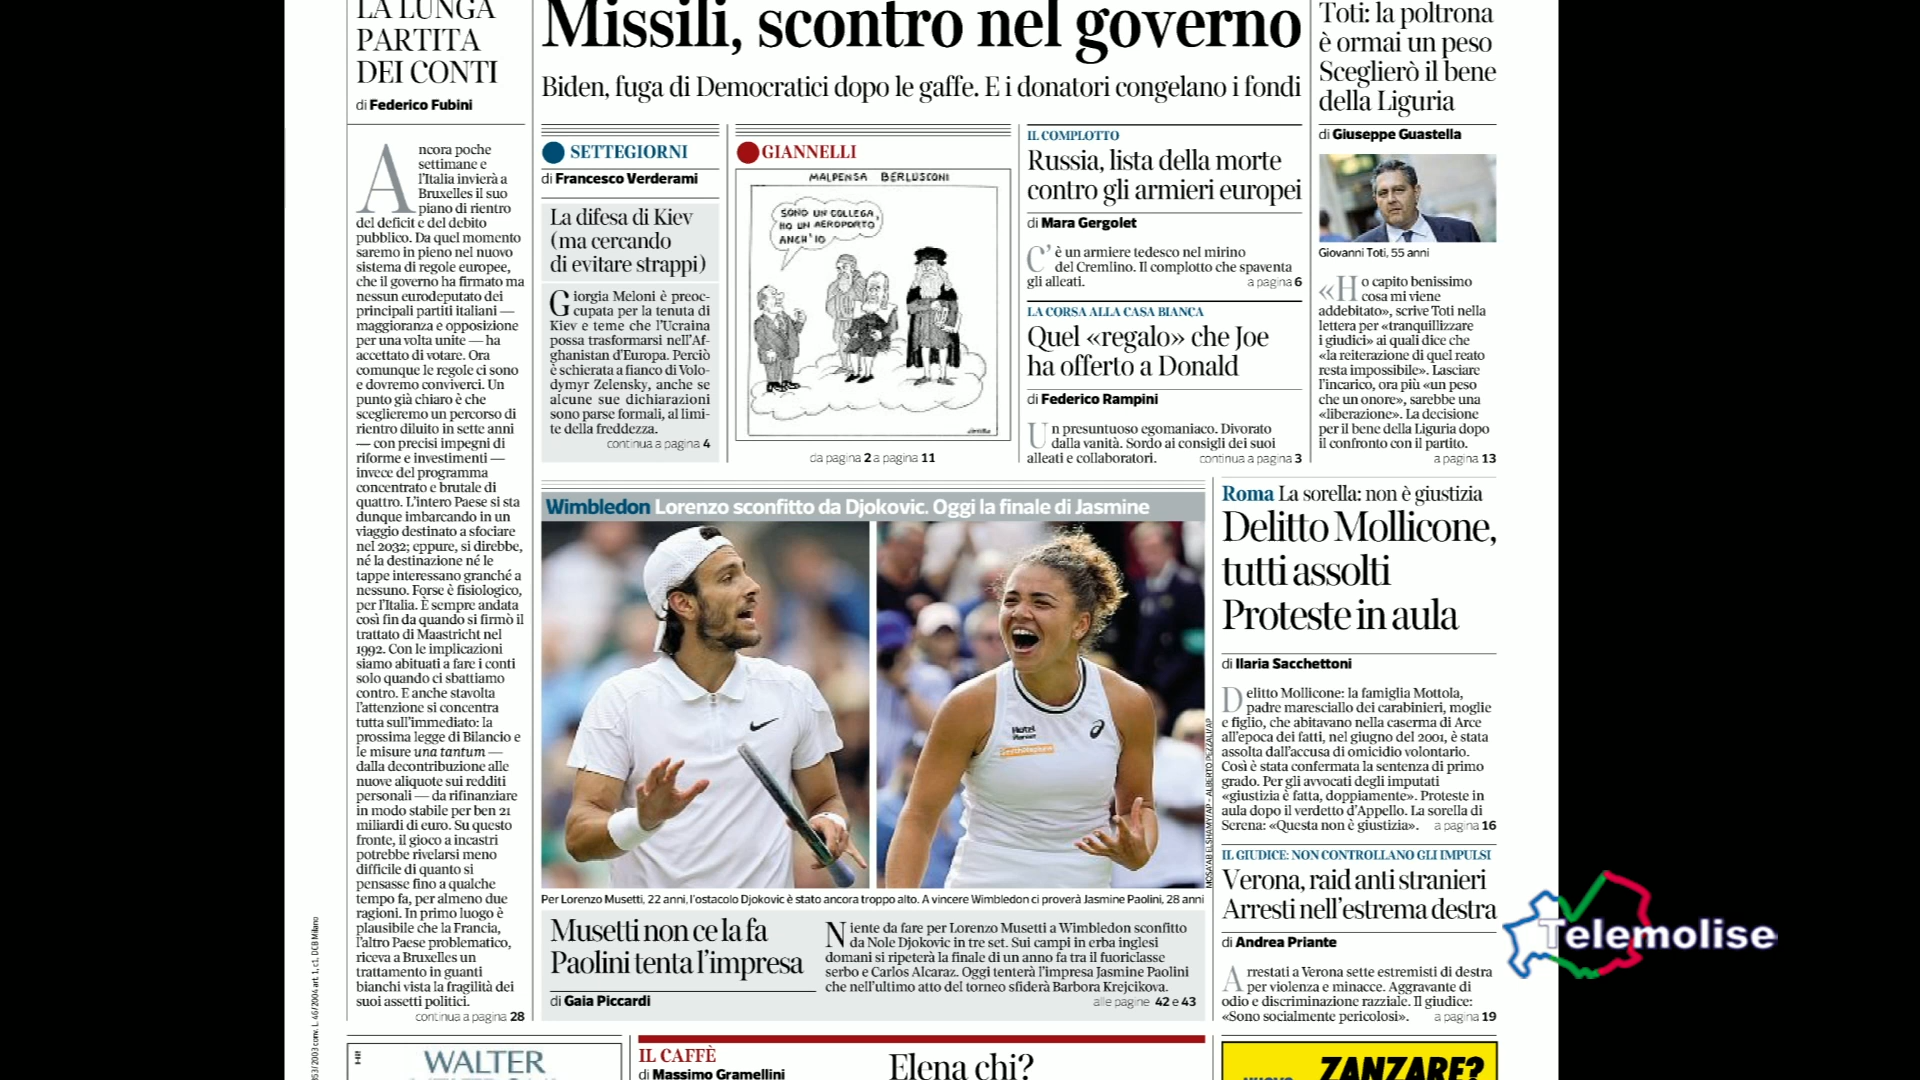 LA LUNGA
PARTITA
DEI CONTI
di Federico Fubini
Ancora poche
settimane e
l'Italia invierà a
Bruxelles il suo
piano di rientro
del deficit e del debito
pubblico. Da quel momento
saremo in pieno nel nuovo
sistema di regole europee,
che il governo ha firmato ma
nessun eurodeputato dei
principali partiti italiani —
maggioranza e opposizione
per una volta unite — ha
accettato di votare. Ora
comunque le regole ci sono
e dovremo conviverci. Un
punto già chiaro è che
sceglieremo un percorso di
rientro diluito in sette anni
— con precisi impegni di
riforme e investimenti —
invece del programma
concentrato e brutale di
quattro. L'intero Paese si sta
dunque imbarcando in un
viaggio destinato a sfociare
nel 2032; eppure, si direbbe,
né la destinazione né le
tappe interessano granché a
nessuno. Forse è fisiologico,
per l'Italia. È sempre andata
così fin da quando si firmò il
trattato di Maastricht nel
1992. Con le implicazioni
siamo abituati a fare i conti
solo quando ci sbattiamo
contro. E anche stavolta
l'attenzione si concentra
tutta sull'immediato: la
prossima legge di Bilancio e
le misure una tantum —
dalla decontribuzione alle
nuove aliquote sui redditi
personali — da rifinanziare
in modo stabile per ben 21
miliardi di euro. Su questo
fronte, il gioco a incastri
potrebbe rivelarsi meno
difficile di quanto si
pensasse fino a qualche
tempo fa, per almeno due
ragioni. In primo luogo è
plausibile che la Francia,
l'altro Paese problematico,
riceva a Bruxelles un
trattamento in guanti
bianchi vista la fragilità dei
suoi assetti politici.
continua a pagina 28
Missili, scontro nel governo
Biden, fuga di Democratici dopo le gaffe. E i donatori congelano i fondi
SETTEGIORNI
di Francesco Verderami
La difesa di Kiev
(ma cercando
di evitare strappi)
Giorgia Meloni è preoc-
cupata per la tenuta di
Kiev e teme che l'Ucraina
possa trasformarsi nell'Af-
ghanistan d'Europa. Perciò
è schierata a fianco di Volo-
dymyr Zelensky, anche se
alcune sue dichiarazioni
sono parse formali, al limi-
te della freddezza.
continua a pagina 4
GIANNELLI
MALPENSA BERLUSCONI
SONO UN COLLEGA,
HO UN AEROPORTO
ANCH'IO
da pagina 2 a pagina 11
IL COMPLOTTO
Russia, lista della morte
contro gli armieri europei
di Mara Gergolet
C'è un armiere tedesco nel mirino
del Cremlino. Il complotto che spaventa
gli alleati. a pagina 6
LA CORSA ALLA CASA BIANCA
Quel «regalo» che Joe
ha offerto a Donald
di Federico Rampini
Un presuntuoso egomaniaco. Divorato
dalla vanità. Sordo ai consigli dei suoi
alleati e collaboratori. continua a pagina 3
Toti: la poltrona
è ormai un peso
Sceglierò il bene
della Liguria
di Giuseppe Guastella
Giovanni Toti, 55 anni
«Ho capito benissimo
cosa mi viene
addebitato», scrive Toti nella
lettera per «tranquillizzare
i giudici» ai quali dice che
«la reiterazione di quel reato
resta impossibile». Lasciare
l'incarico, ora più «un peso
che un onore», sarebbe una
«liberazione». La decisione
per il bene della Liguria dopo
il confronto con il partito.
a pagina 13
Wimbledon Lorenzo sconfitto da Djokovic. Oggi la finale di Jasmine
Hotel
MOSA'AB ELSHAMY/AP - ALBERTO PEZZALI/AP
Per Lorenzo Musetti, 22 anni, l'ostacolo Djokovic è stato ancora troppo alto. A vincere Wimbledon ci proverà Jasmine Paolini, 28 anni
Musetti non ce la fa
Paolini tenta l'impresa
di Gaia Piccardi
Niente da fare per Lorenzo Musetti a Wimbledon sconfitto
da Nole Djokovic in tre set. Sui campi in erba inglesi
domani si ripeterà la finale di un anno fa tra il fuoriclasse
serbo e Carlos Alcaraz. Oggi tenterà l'impresa Jasmine Paolini
che nell'ultimo atto del torneo sfiderà Barbora Krejcikova.
alle pagine 42 e 43
Roma La sorella: non è giustizia
Delitto Mollicone,
tutti assolti
Proteste in aula
di Ilaria Sacchettoni
Delitto Mollicone: la famiglia Mottola,
padre maresciallo dei carabinieri, moglie
e figlio, che abitavano nella caserma di Arce
all'epoca dei fatti, nel giugno del 2001, è stata
assolta dall'accusa di omicidio volontario.
Così è stata confermata la sentenza di primo
grado. Per gli avvocati degli imputati
«giustizia è fatta, doppiamente». Proteste in
aula dopo il verdetto d'Appello. La sorella di
Serena: «Questa non è giustizia». a pagina 16
IL GIUDICE: NON CONTROLLANO GLI IMPULSI
Verona, raid anti stranieri
Arresti nell'estrema destra
di Andrea Priante
Arrestati a Verona sette estremisti di destra
per violenza e minacce. Aggravante di
odio e discriminazione razziale. Il giudice:
«Sono socialmente pericolosi». a pagina 19
Telemolise
353/2003 conv. L. 46/2004 art. 1, c1, DCB Milano
WALTER
IL CAFFÈ
di Massimo Gramellini
Elena chi?
ZANZARE?